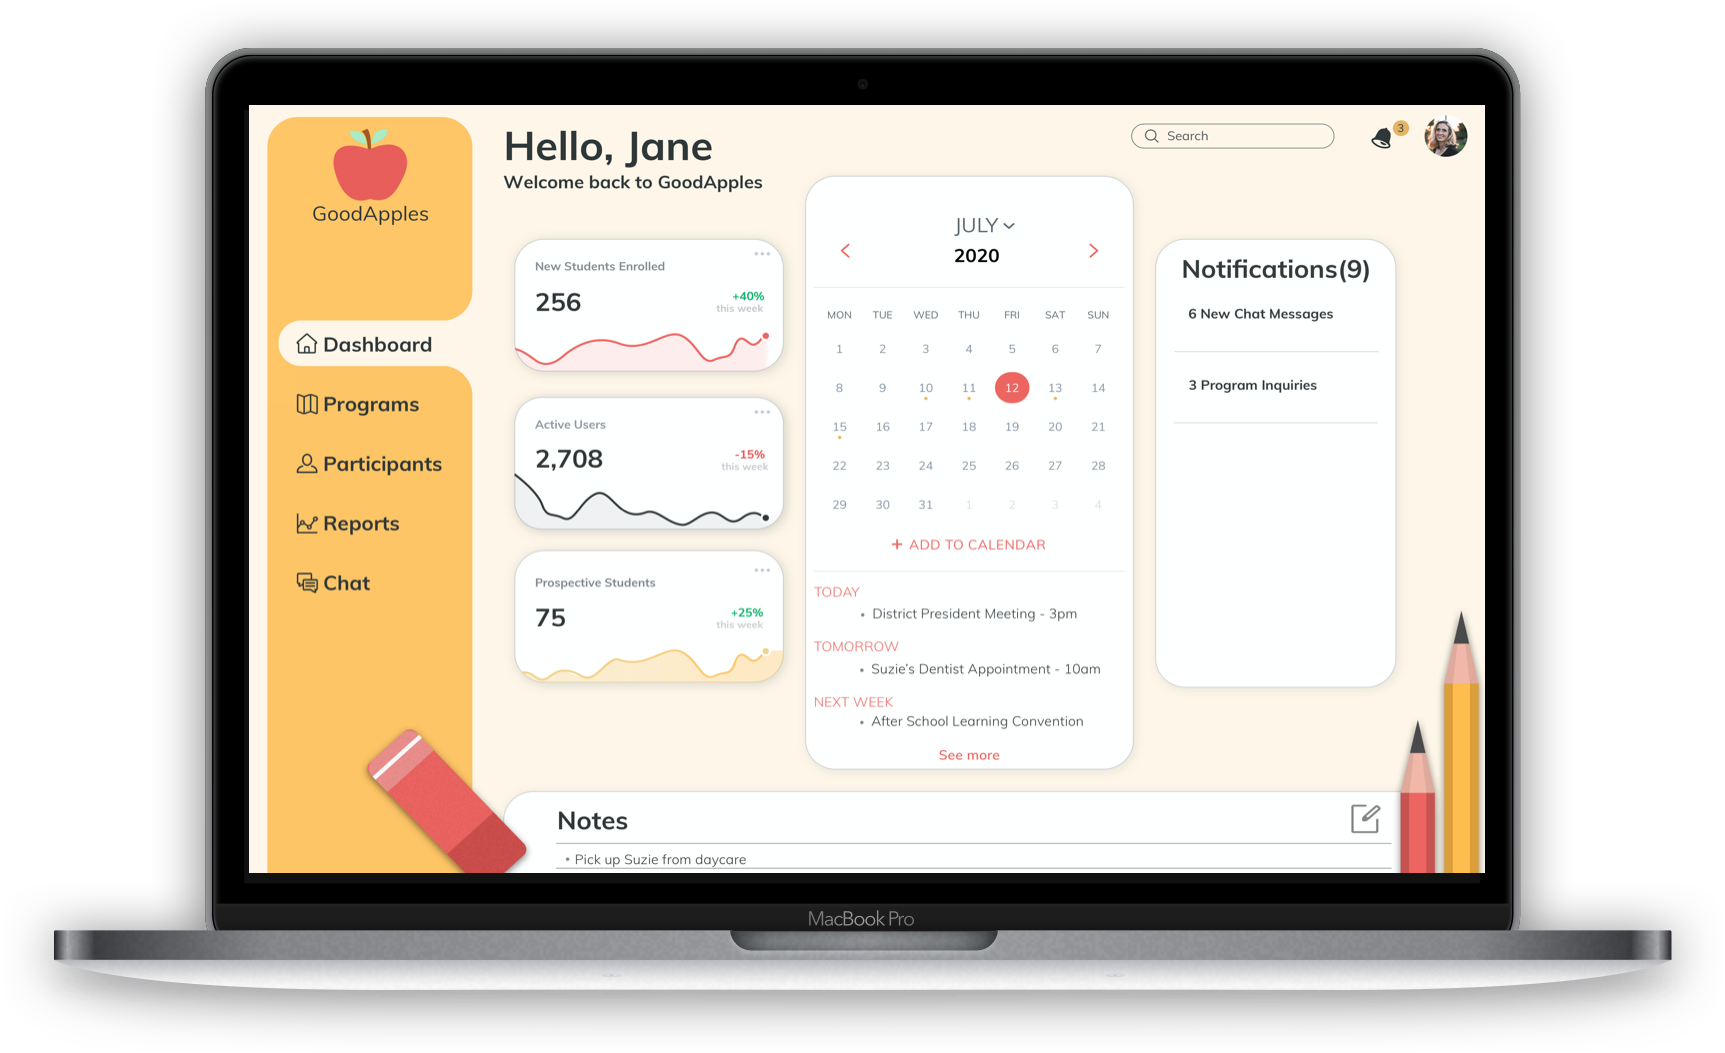 GoodApples
Dashboard
Programs
Participants
Reports
Chat
Hello, Jane
Welcome back to GoodApples
Search
3
New Students Enrolled
256
+40%
this week
Active Users
2,708
-15%
this week
Prospective Students
75
+25%
this week
JULY
2020
MON TUE WED THU FRI SAT SUN
1 2 3 4 5 6 7
8 9 10 11 12 13 14
15 16 17 18 19 20 21
22 23 24 25 26 27 28
29 30 31 1 2 3 4
+ ADD TO CALENDAR
TODAY
• District President Meeting - 3pm
TOMORROW
• Suzie's Dentist Appointment - 10am
NEXT WEEK
• After School Learning Convention
See more
Notifications(9)
6 New Chat Messages
3 Program Inquiries
Notes
• Pick up Suzie from daycare
MacBook Pro